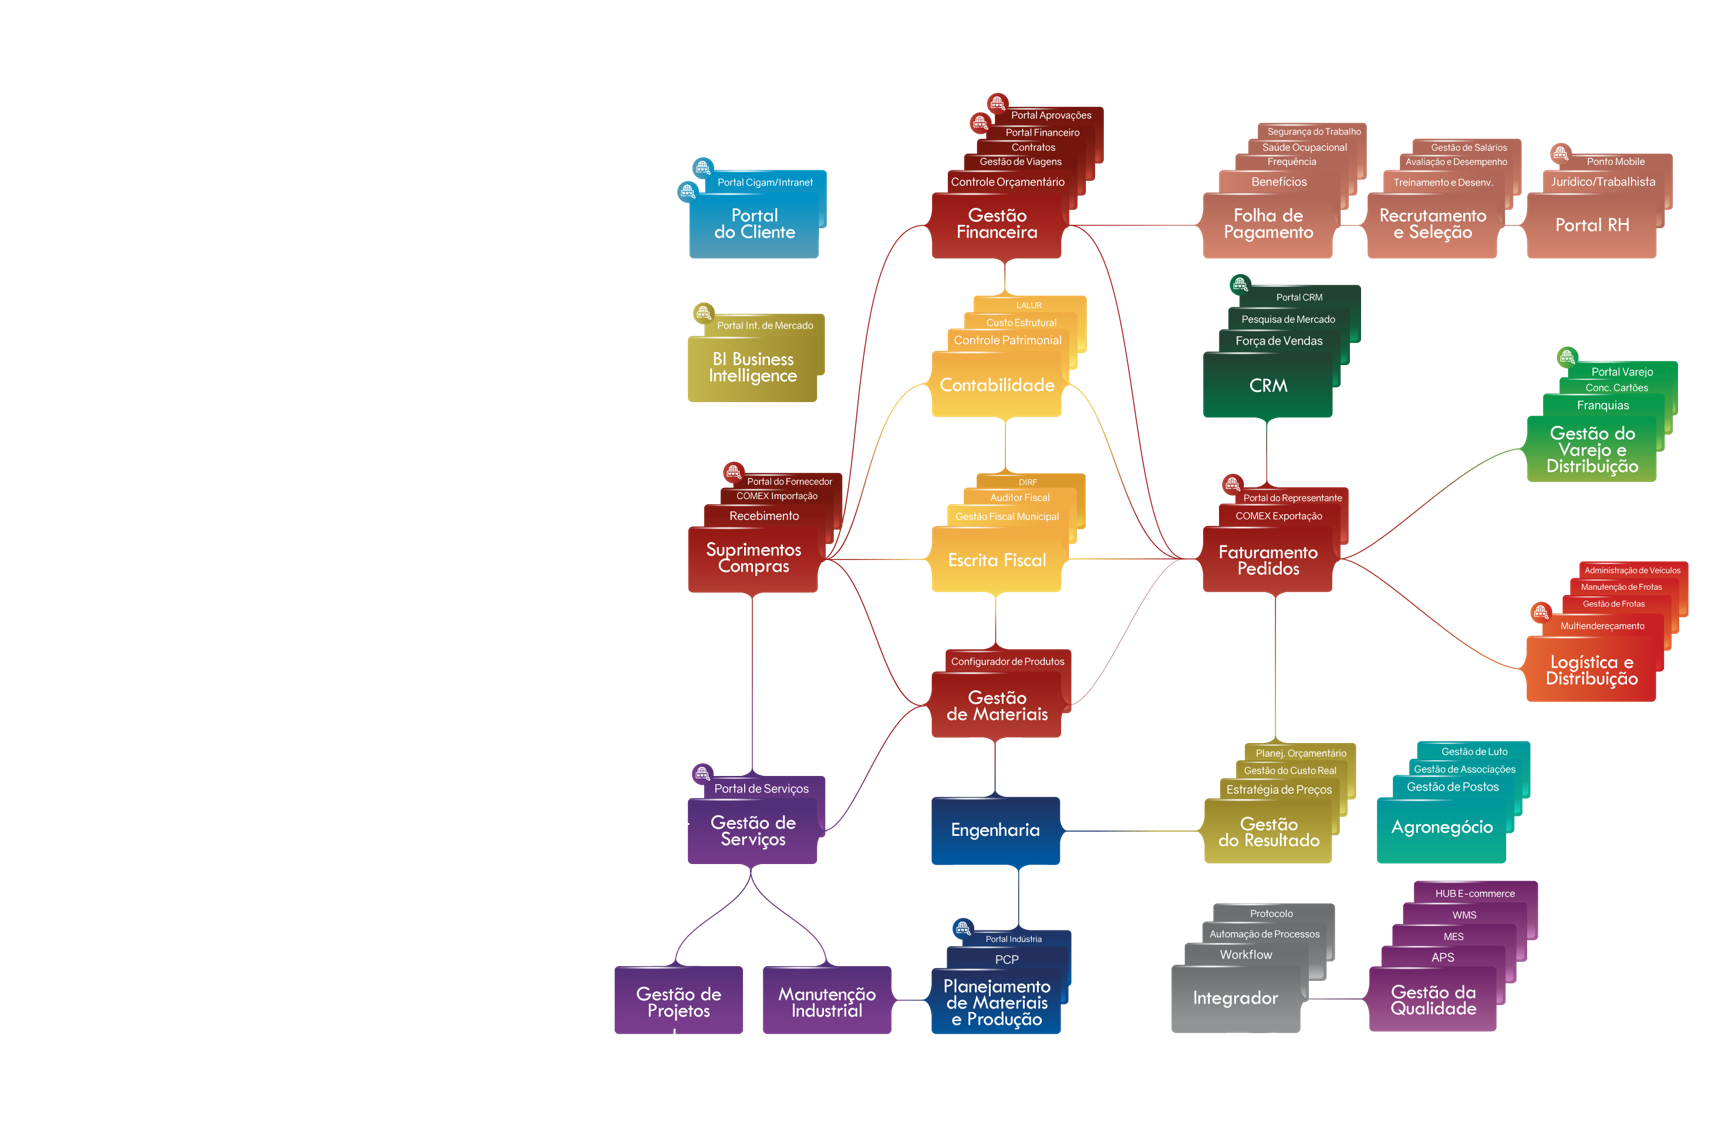 Portal Cigam/Intranet
Portal
do Cliente
Portal Int. de Mercado
BI Business
Intelligence
Portal Aprovações
Portal Financeiro
Contratos
Gestão de Viagens
Controle Orçamentário
Gestão
Financeira
Segurança do Trabalho
Saúde Ocupacional
Frequência
Benefícios
Folha de
Pagamento
Gestão de Salários
Avaliação e Desempenho
Treinamento e Desenv.
Recrutamento
e Seleção
Ponto Mobile
Jurídico/Trabalhista
Portal RH
LALUR
Custo Estrutural
Controle Patrimonial
Contabilidade
Portal CRM
Pesquisa de Mercado
Força de Vendas
CRM
Portal Varejo
Conc. Cartões
Franquias
Gestão do
Varejo e
Distribuição
Portal do Fornecedor
COMEX Importação
Recebimento
Suprimentos
Compras
DIRF
Auditor Fiscal
Gestão Fiscal Municipal
Escrita Fiscal
Portal do Representante
COMEX Exportação
Faturamento
Pedidos
Administração de Veículos
Manutenção de Frotas
Gestão de Frotas
Multiendereçamento
Logística e
Distribuição
Configurador de Produtos
Gestão
de Materiais
Portal de Serviços
Gestão de
Serviços
Engenharia
Planej. Orçamentário
Gestão do Custo Real
Estratégia de Preços
Gestão
do Resultado
Gestão de Luto
Gestão de Associações
Gestão de Postos
Agronegócio
Gestão de
Projetos
Manutenção
Industrial
Portal Indústria
PCP
Planejamento
de Materiais
e Produção
Protocolo
Automação de Processos
Workflow
Integrador
HUB E-commerce
WMS
MES
APS
Gestão da
Qualidade